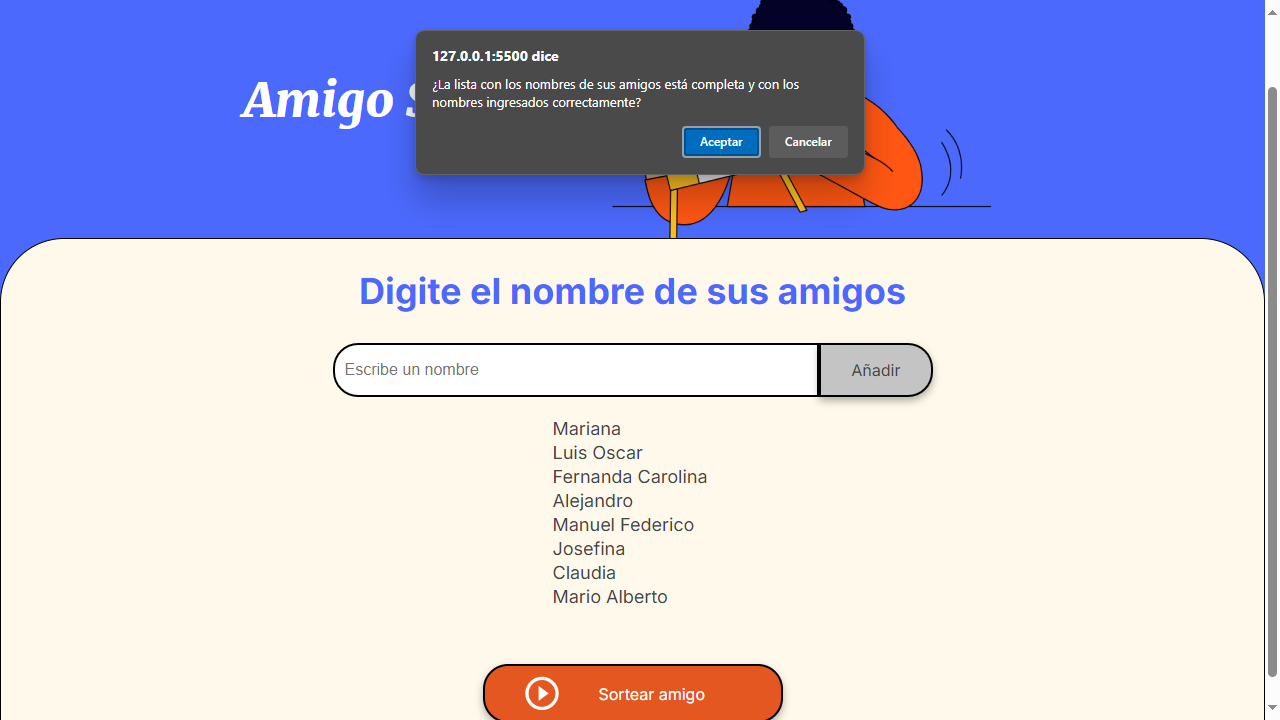 127.0.0.1:5500 dice
¿La lista con los nombres de sus amigos está completa y con los
nombres ingresados correctamente?
Aceptar Cancelar
Amigo
Digite el nombre de sus amigos
Escribe un nombre Añadir
Mariana
Luis Oscar
Fernanda Carolina
Alejandro
Manuel Federico
Josefina
Claudia
Mario Alberto
Sortear amigo